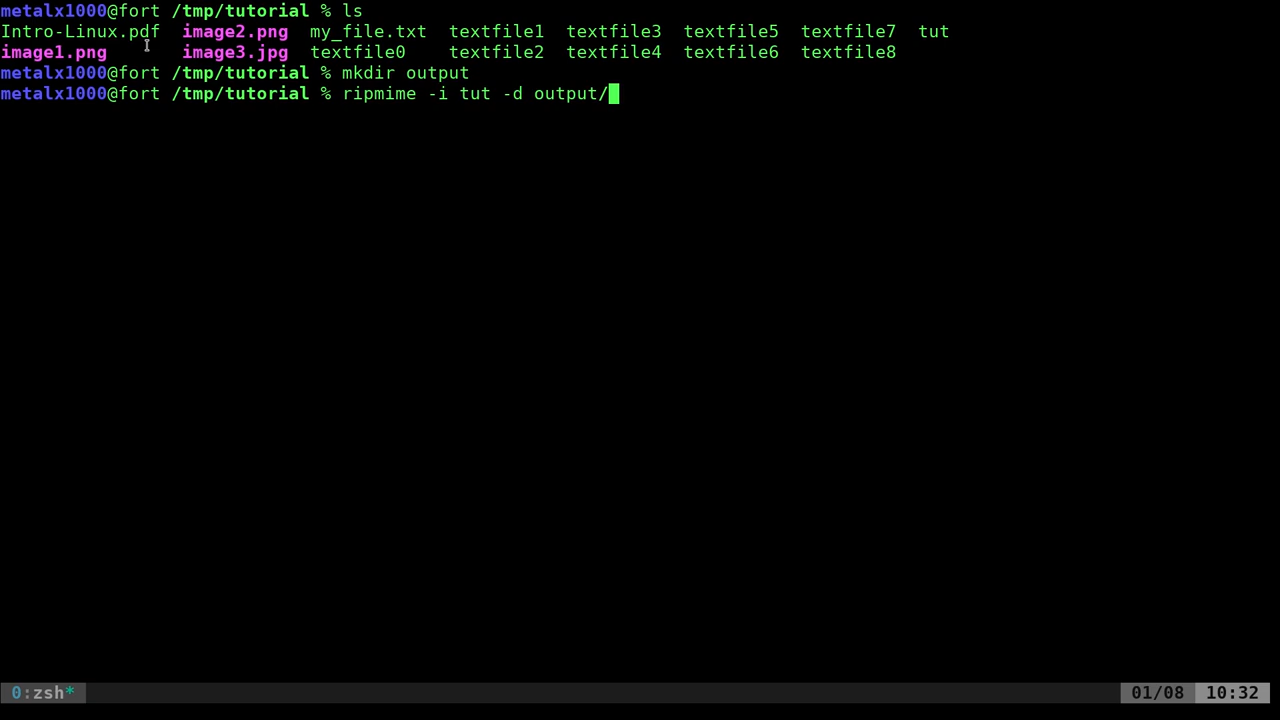 metalx1000@fort /tmp/tutorial % ls
Intro-Linux.pdf  image2.png  my_file.txt  textfile1  textfile3  textfile5  textfile7  tut
image1.png       image3.jpg  textfile0    textfile2  textfile4  textfile6  textfile8
metalx1000@fort /tmp/tutorial % mkdir output
metalx1000@fort /tmp/tutorial % ripmime -i tut -d output/
0:zsh* 01/08 10:32